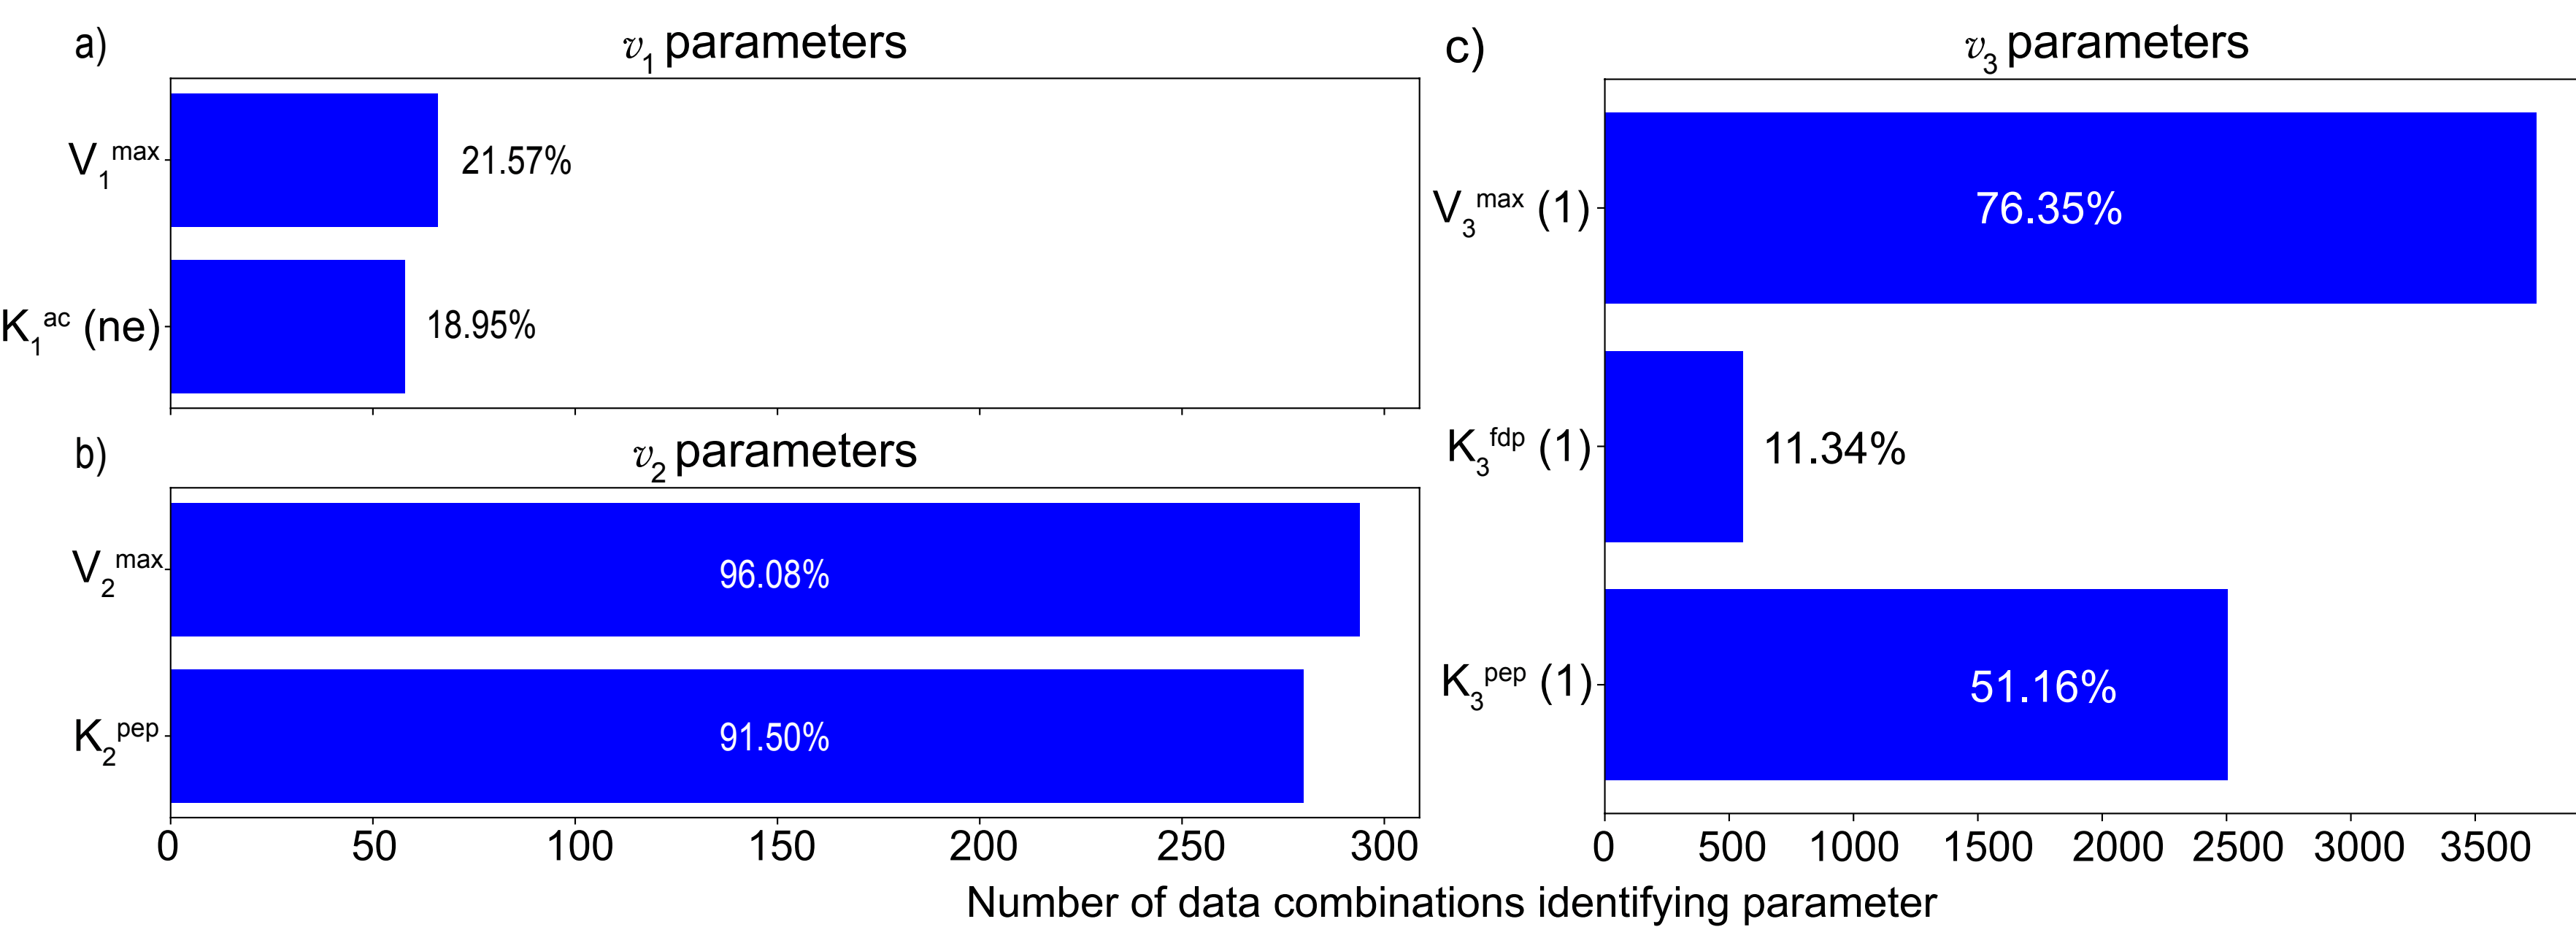 a)
v1 parameters
V1max
21.57%
K1ac (ne)
18.95%
b)
v2 parameters
V2max
96.08%
K2pep
91.50%
0 50 100 150 200 250 300
c)
v3 parameters
V3max (1)
76.35%
K3fdp (1)
11.34%
K3pep (1)
51.16%
0 500 1000 1500 2000 2500 3000 3500
Number of data combinations identifying parameter